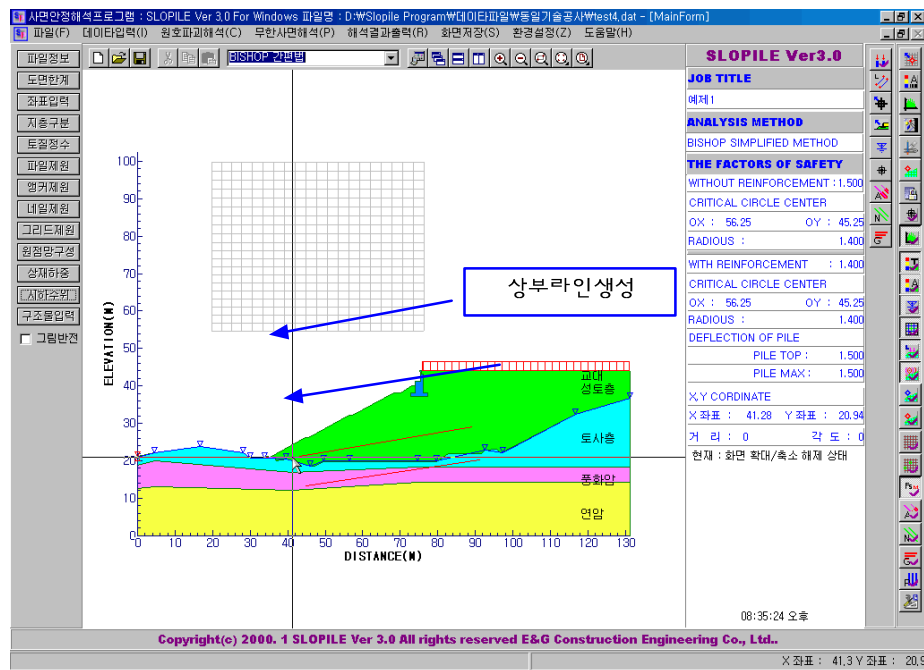 사면안정해석프로그램 : SLOPILE Ver 3,0 For Windows 파일명 : D:₩Slopile Program₩데이타파일₩동일기술공사₩test4,dat - [MainForm]
파일(F) 데이타입력(I) 원호파괴해석(C) 무한사면해석(P) 해석결과출력(R) 화면저장(S) 환경설정(Z) 도움말(H)
BISHOP 간편법
파일정보
도면한계
좌표입력
지층구분
토질정수
파일제원
앵커제원
네일제원
그리드제원
원점망구성
상재하중
지하수위
구조물입력
그림반전
ELEVATION(M)
100
90
80
70
60
50
40
30
20
10
0
0 10 20 30 40 50 60 70 80 90 100 110 120 130
DISTANCE(M)
상부라인생성
교대
성토층
토사층
풍화암
연암
SLOPILE Ver3.0
JOB TITLE
예제1
ANALYSIS METHOD
BISHOP SIMPLIFIED METHOD
THE FACTORS OF SAFETY
WITHOUT REINFORCEMENT : 1.500
CRITICAL CIRCLE CENTER
OX : 56.25 OY : 45.25
RADIOUS : 1.400
WITH REINFORCEMENT : 1.400
CRITICAL CIRCLE CENTER
OX : 56.25 OY : 45.25
RADIOUS : 1.400
DEFLECTION OF PILE
PILE TOP : 1.500
PILE MAX : 1.500
X,Y CORDINATE
X 좌표 : 41.28 Y 좌표 : 20.94
거 리 : 0 각 도 : 0
현재 : 화면 확대/축소 해제 상태
08:35:24 오후
Copyright(c) 2000. 1 SLOPILE Ver 3.0 All rights reserved E&G Construction Engineering Co., Ltd..
X 좌표 : 41.3 Y 좌표 : 20.9